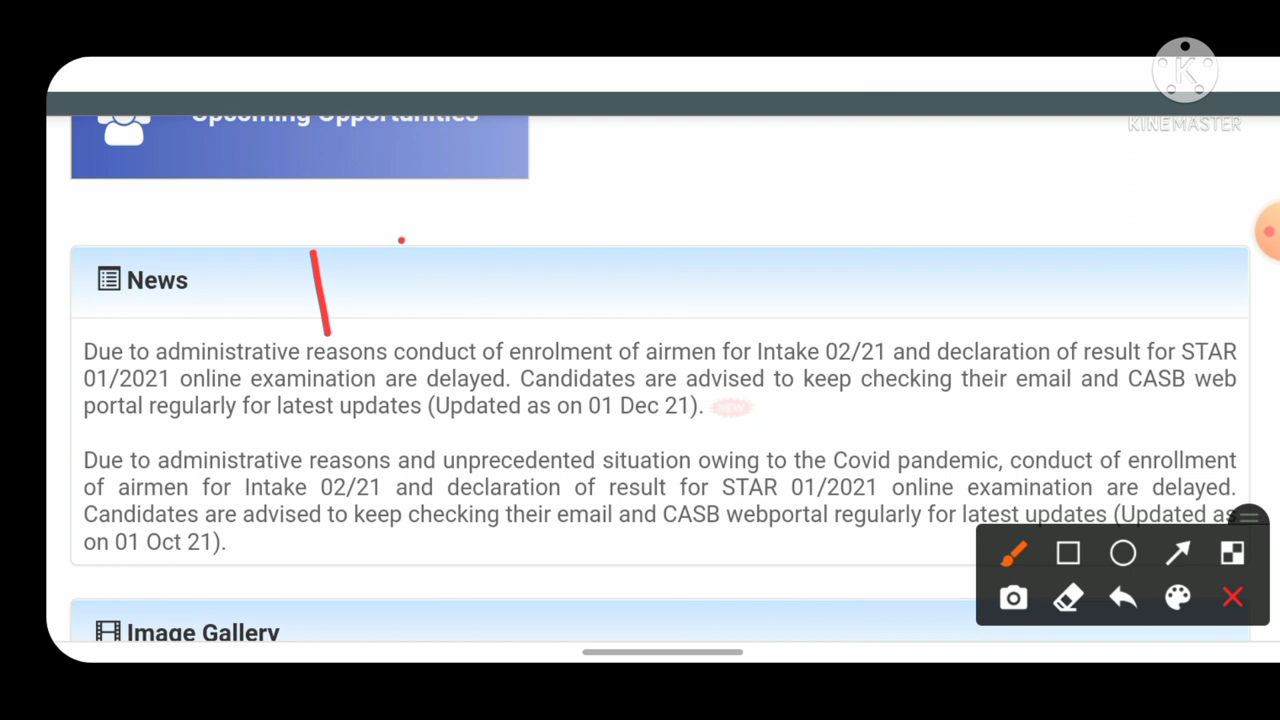 Upcoming Opportunities
KINEMASTER
News
Due to administrative reasons conduct of enrolment of airmen for Intake 02/21 and declaration of result for STAR
01/2021 online examination are delayed. Candidates are advised to keep checking their email and CASB web
portal regularly for latest updates (Updated as on 01 Dec 21). NEW
Due to administrative reasons and unprecedented situation owing to the Covid pandemic, conduct of enrollment
of airmen for Intake 02/21 and declaration of result for STAR 01/2021 online examination are delayed.
Candidates are advised to keep checking their email and CASB webportal regularly for latest updates (Updated as
on 01 Oct 21).
Image Gallery